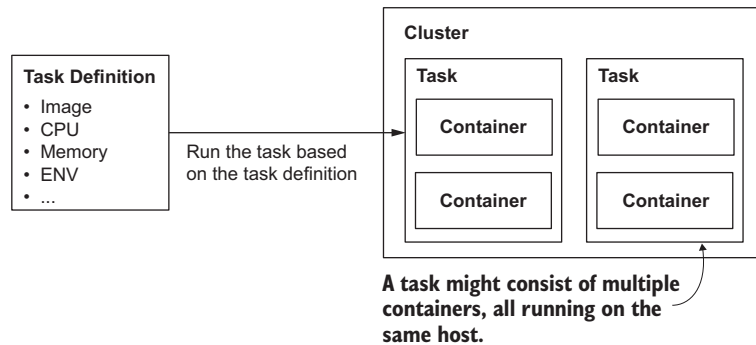 Task Definition
• Image
• CPU
• Memory
• ENV
• ...
Run the task based
on the task definition
Cluster
Task
Container
Container
Task
Container
Container
A task might consist of multiple
containers, all running on the
same host.